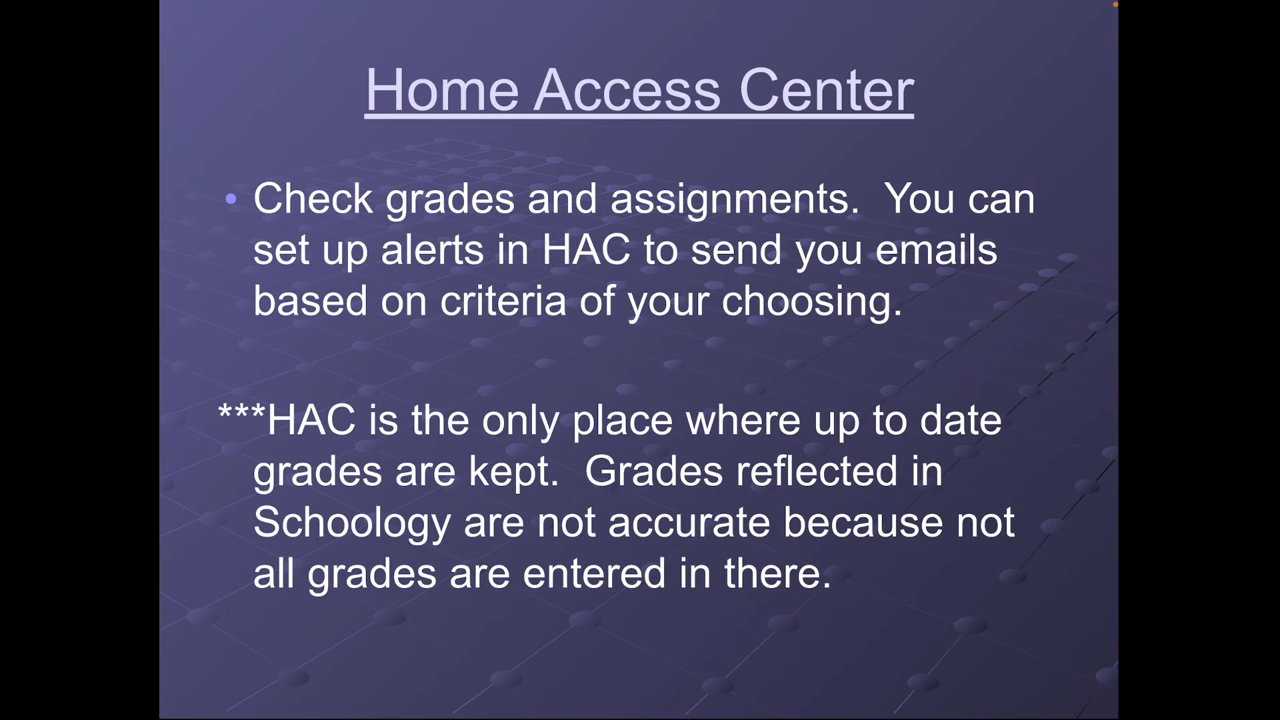 Home Access Center
• Check grades and assignments.  You can
set up alerts in HAC to send you emails
based on criteria of your choosing.
***HAC is the only place where up to date
grades are kept.  Grades reflected in
Schoology are not accurate because not
all grades are entered in there.